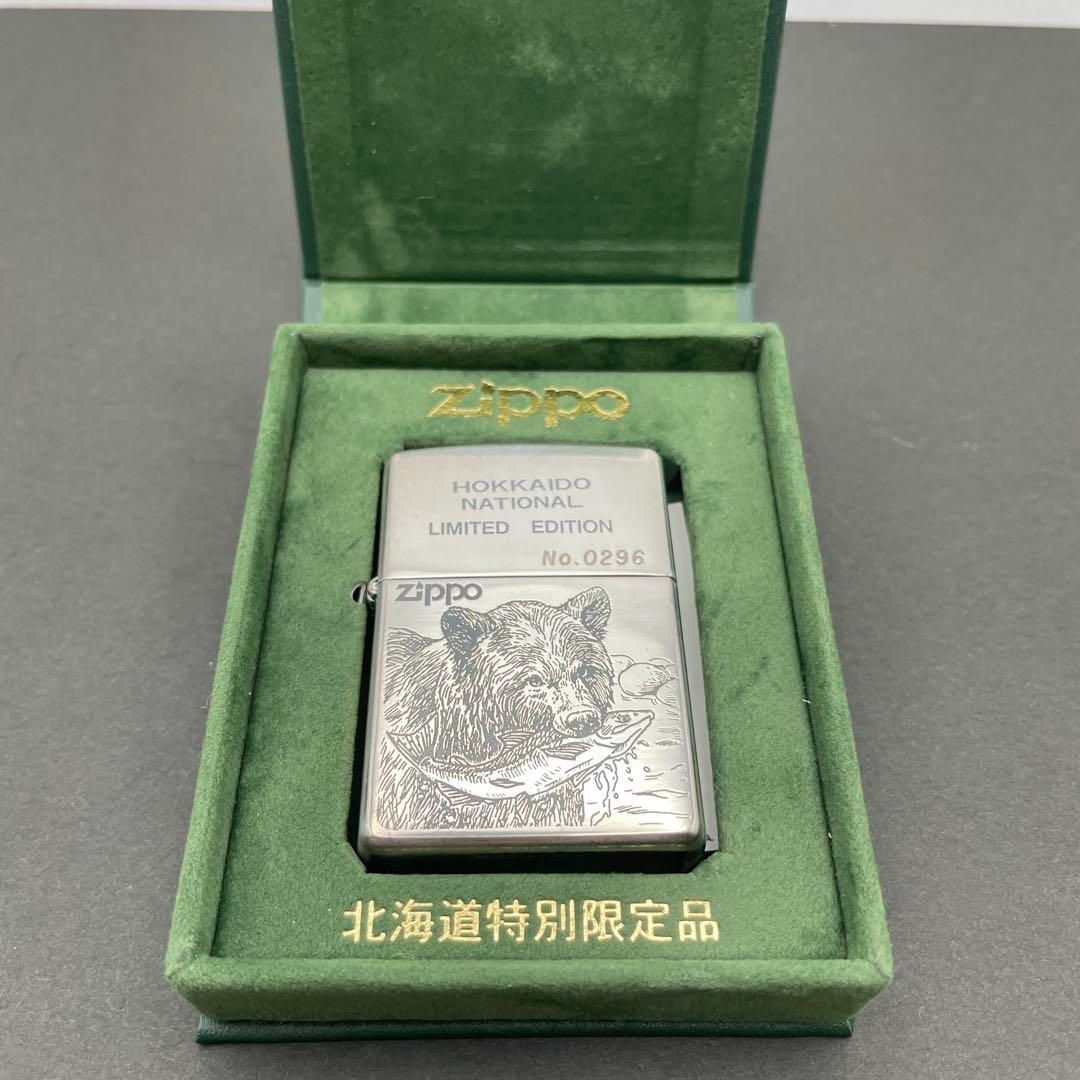 Zippo
HOKKAIDO
NATIONAL
LIMITED EDITION
No.0296
Zippo
北海道特別限定品